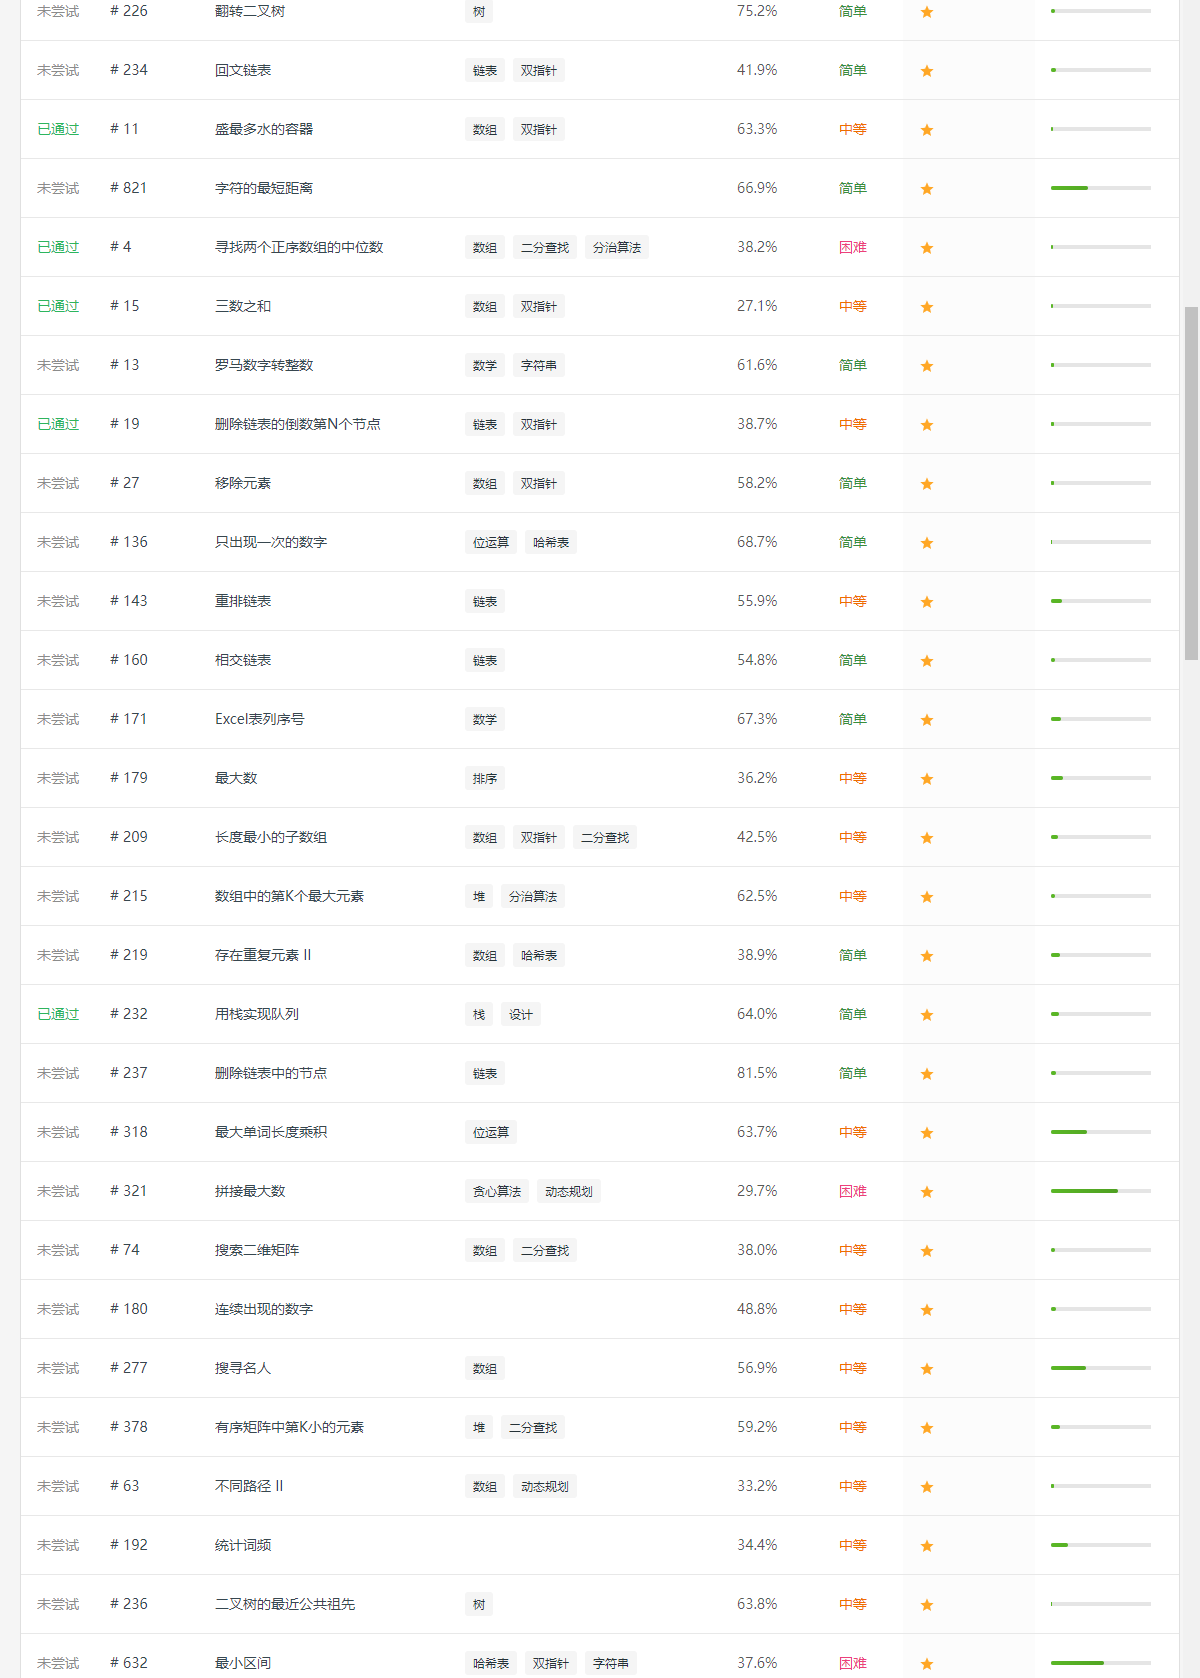 未尝试 # 226 翻转二叉树 树 75.2% 简单
未尝试 # 234 回文链表 链表 双指针 41.9% 简单
已通过 # 11 盛最多水的容器 数组 双指针 63.3% 中等
未尝试 # 821 字符的最短距离 66.9% 简单
已通过 # 4 寻找两个正序数组的中位数 数组 二分查找 分治算法 38.2% 困难
已通过 # 15 三数之和 数组 双指针 27.1% 中等
未尝试 # 13 罗马数字转整数 数学 字符串 61.6% 简单
已通过 # 19 删除链表的倒数第N个节点 链表 双指针 38.7% 中等
未尝试 # 27 移除元素 数组 双指针 58.2% 简单
未尝试 # 136 只出现一次的数字 位运算 哈希表 68.7% 简单
未尝试 # 143 重排链表 链表 55.9% 中等
未尝试 # 160 相交链表 链表 54.8% 简单
未尝试 # 171 Excel表列序号 数学 67.3% 简单
未尝试 # 179 最大数 排序 36.2% 中等
未尝试 # 209 长度最小的子数组 数组 双指针 二分查找 42.5% 中等
未尝试 # 215 数组中的第K个最大元素 堆 分治算法 62.5% 中等
未尝试 # 219 存在重复元素 II 数组 哈希表 38.9% 简单
已通过 # 232 用栈实现队列 栈 设计 64.0% 简单
未尝试 # 237 删除链表中的节点 链表 81.5% 简单
未尝试 # 318 最大单词长度乘积 位运算 63.7% 中等
未尝试 # 321 拼接最大数 贪心算法 动态规划 29.7% 困难
未尝试 # 74 搜索二维矩阵 数组 二分查找 38.0% 中等
未尝试 # 180 连续出现的数字 48.8% 中等
未尝试 # 277 搜寻名人 数组 56.9% 中等
未尝试 # 378 有序矩阵中第K小的元素 堆 二分查找 59.2% 中等
未尝试 # 63 不同路径 II 数组 动态规划 33.2% 中等
未尝试 # 192 统计词频 34.4% 中等
未尝试 # 236 二叉树的最近公共祖先 树 63.8% 中等
未尝试 # 632 最小区间 哈希表 双指针 字符串 37.6% 困难